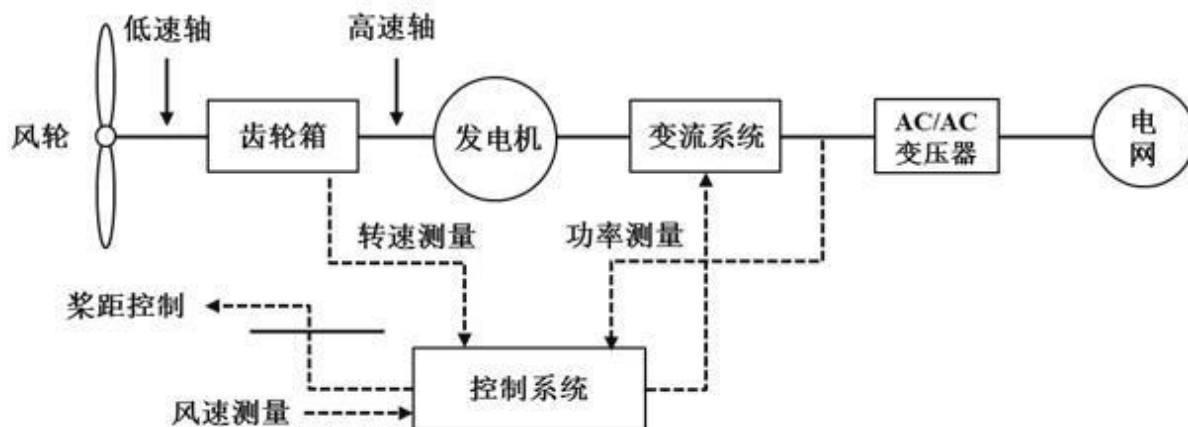 低速轴
高速轴
风轮
齿轮箱
发电机
变流系统
AC/AC
变压器
电
网
转速测量
功率测量
桨距控制
控制系统
风速测量